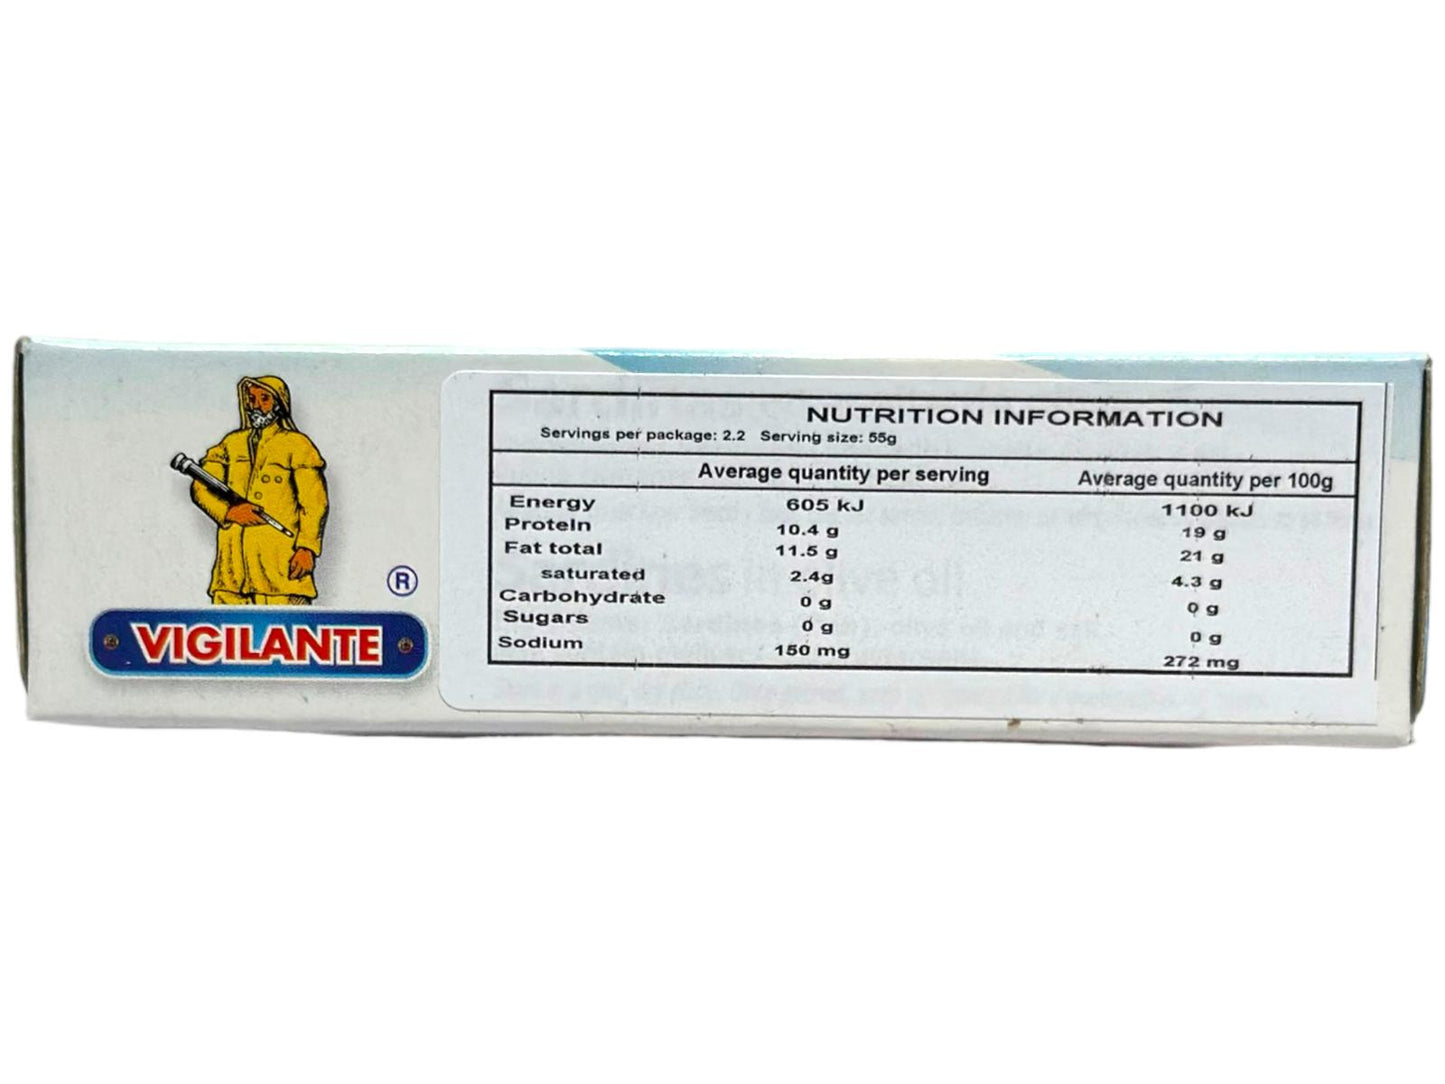 NUTRITION INFORMATION
Servings per package: 2.2 Serving size: 55g
Average quantity per serving Average quantity per 100g
Energy 605 kJ 1100 kJ
Protein 10.4 g 19 g
Fat total 11.5 g 21 g
saturated 2.4g 4.3 g
Carbohydrate 0 g 0 g
Sugars 0 g 0 g
Sodium 150 mg 272 mg
®
VIGILANTE